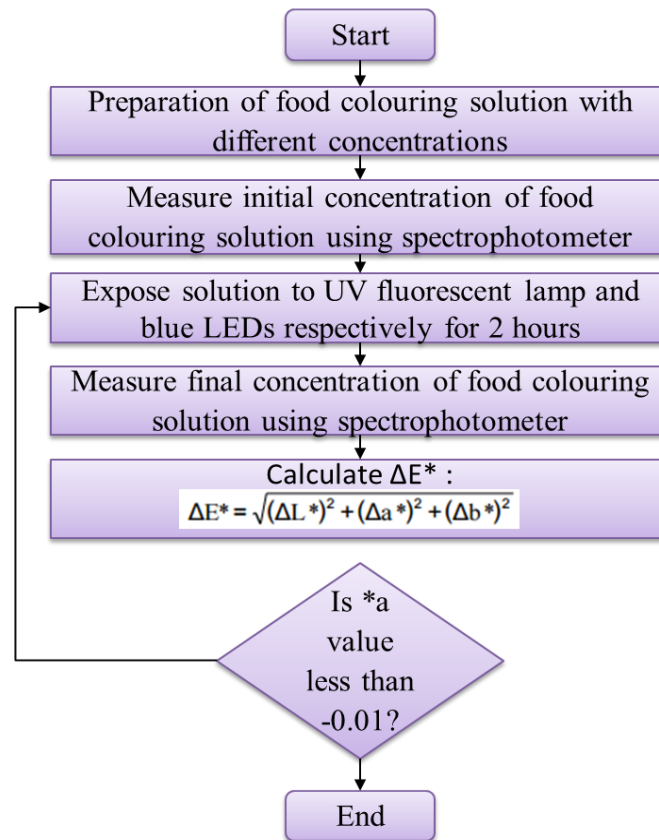 Start
Preparation of food colouring solution with
different concentrations
Measure initial concentration of food
colouring solution using spectrophotometer
Expose solution to UV fluorescent lamp and
blue LEDs respectively for 2 hours
Measure final concentration of food colouring
solution using spectrophotometer
Calculate ΔE* :
ΔE* = √(ΔL*)² + (Δa*)² + (Δb*)²
Is *a
value
less than
-0.01?
End